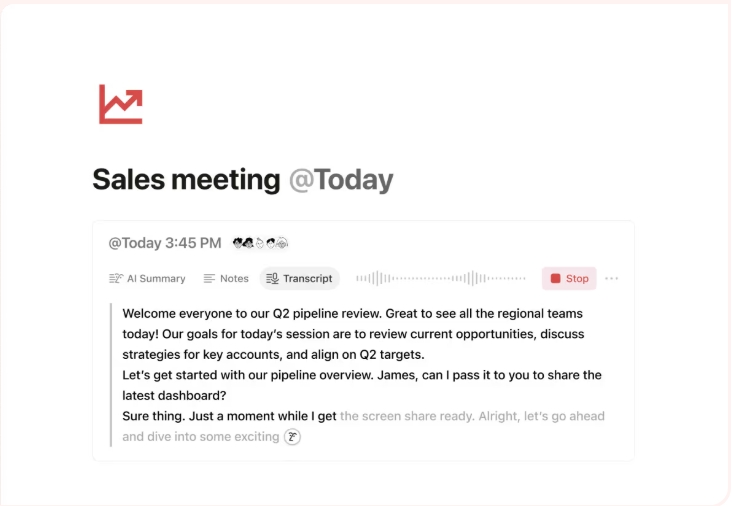 Sales meeting @Today
@Today 3:45 PM
AI Summary
Notes
Transcript
Stop
Welcome everyone to our Q2 pipeline review. Great to see all the regional teams
today! Our goals for today’s session are to review current opportunities, discuss
strategies for key accounts, and align on Q2 targets.
Let’s get started with our pipeline overview. James, can I pass it to you to share the
latest dashboard?
Sure thing. Just a moment while I get the screen share ready. Alright, let’s go ahead
and dive into some exciting